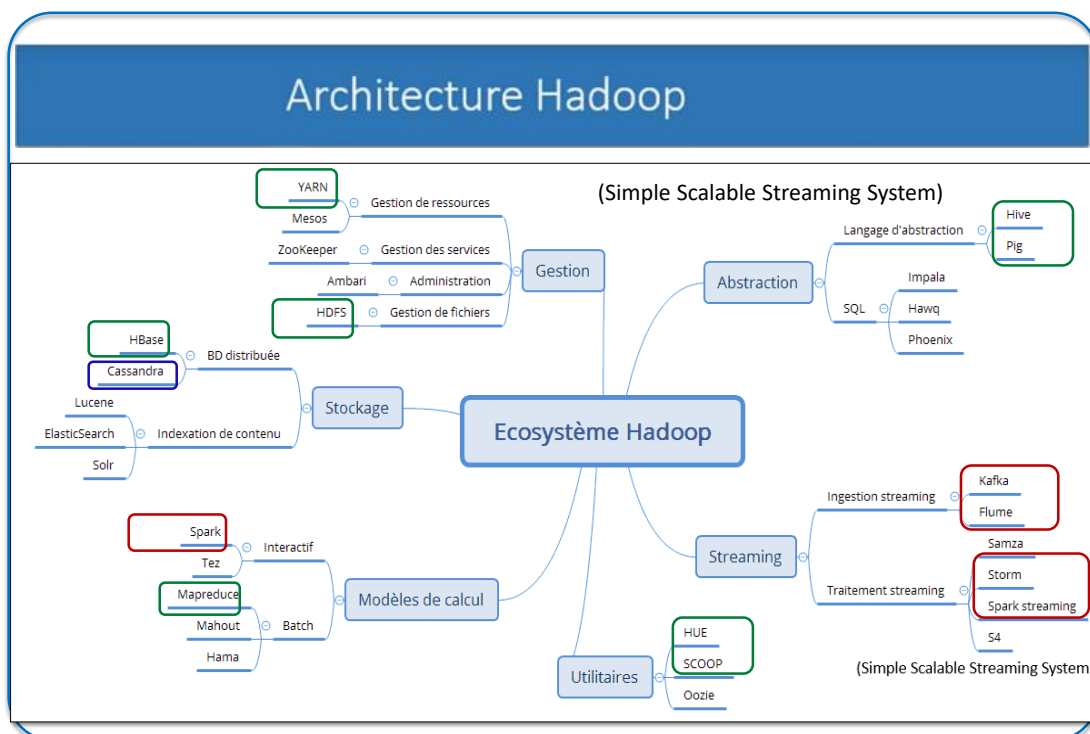 Architecture Hadoop
(Simple Scalable Streaming System)
YARN
Mesos
Gestion de ressources
ZooKeeper
Gestion des services
Ambari
Administration
HDFS
Gestion de fichiers
Gestion
HBase
Cassandra
BD distribuée
Lucene
ElasticSearch
Solr
Indexation de contenu
Stockage
Spark
Tez
Interactif
Mapreduce
Mahout
Hama
Batch
Modèles de calcul
Ecosystème Hadoop
Abstraction
Langage d'abstraction
Hive
Pig
SQL
Impala
Hawq
Phoenix
Streaming
Ingestion streaming
Kafka
Flume
Traitement streaming
Samza
Storm
Spark streaming
S4
(Simple Scalable Streaming System
Utilitaires
HUE
SCOOP
Oozie